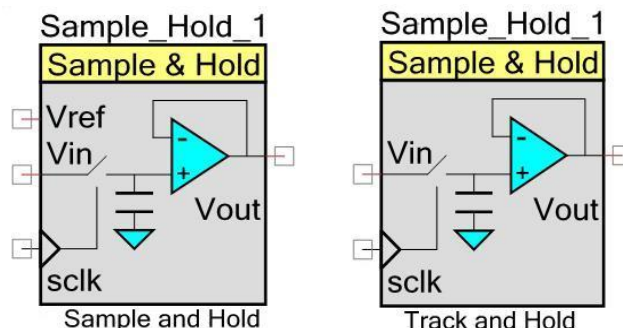 Sample_Hold_1
Sample & Hold
Vref
Vin
-
+
Vout
sclk
Sample and Hold
Sample_Hold_1
Sample & Hold
Vin
-
+
Vout
sclk
Track and Hold